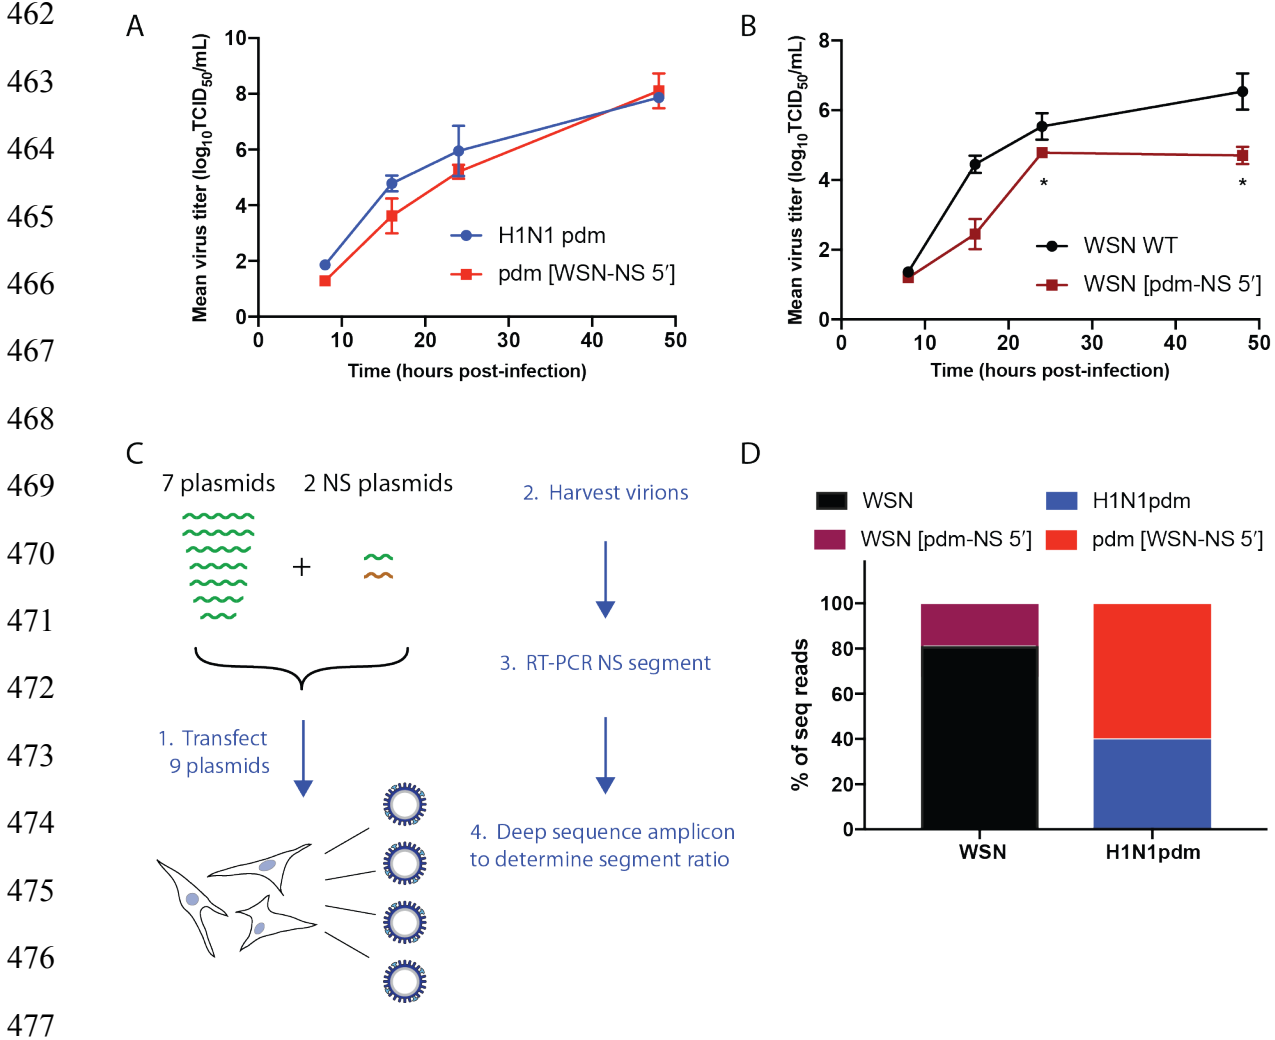 462
463
464
465
466
467
468
469
470
471
472
473
474
475
476
477
A
Mean virus titer (log10TCID50/mL)
10
8
6
4
2
0
0 10 20 30 40 50
Time (hours post-infection)
H1N1 pdm
pdm [WSN-NS 5′]
B
Mean virus titer (log10TCID50/mL)
8
6
4
2
0
0 10 20 30 40 50
Time (hours post-infection)
* *
WSN WT
WSN [pdm-NS 5′]
C
7 plasmids + 2 NS plasmids
1. Transfect
9 plasmids
2. Harvest virions
3. RT-PCR NS segment
4. Deep sequence amplicon
to determine segment ratio
D
WSN H1N1pdm
WSN [pdm-NS 5′] pdm [WSN-NS 5′]
% of seq reads
100
80
60
40
20
0
WSN H1N1pdm